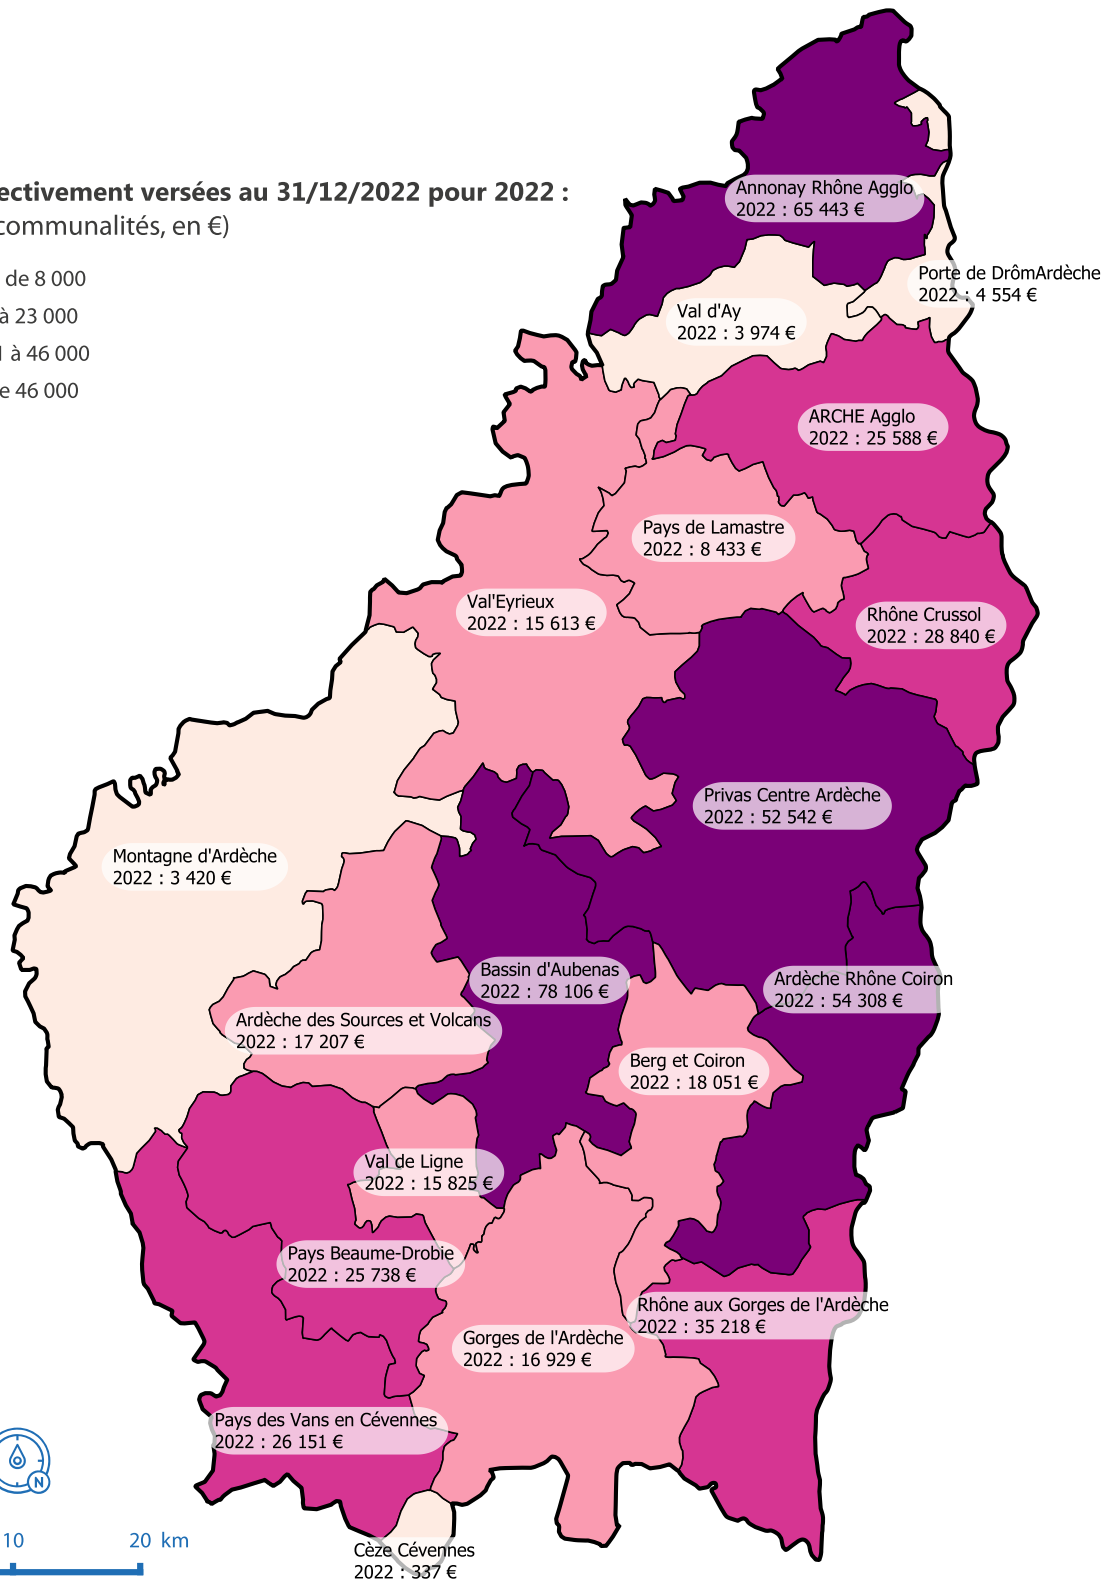 ectivement versées au 31/12/2022 pour 2022 :
communalités, en €)
de 8 000
à 23 000
à 46 000
e 46 000
Annonay Rhône Agglo
2022 : 65 443 €
Porte de DrômArdèche
2022 : 4 554 €
Val d'Ay
2022 : 3 974 €
ARCHE Agglo
2022 : 25 588 €
Pays de Lamastre
2022 : 8 433 €
Val'Eyrieux
2022 : 15 613 €
Rhône Crussol
2022 : 28 840 €
Privas Centre Ardèche
2022 : 52 542 €
Montagne d'Ardèche
2022 : 3 420 €
Bassin d'Aubenas
2022 : 78 106 €
Ardèche Rhône Coiron
2022 : 54 308 €
Ardèche des Sources et Volcans
2022 : 17 207 €
Berg et Coiron
2022 : 18 051 €
Val de Ligne
2022 : 15 825 €
Pays Beaume-Drobie
2022 : 25 738 €
Rhône aux Gorges de l'Ardèche
2022 : 35 218 €
Gorges de l'Ardèche
2022 : 16 929 €
Pays des Vans en Cévennes
2022 : 26 151 €
N
10 20 km
Cèze Cévennes
2022 : 337 €